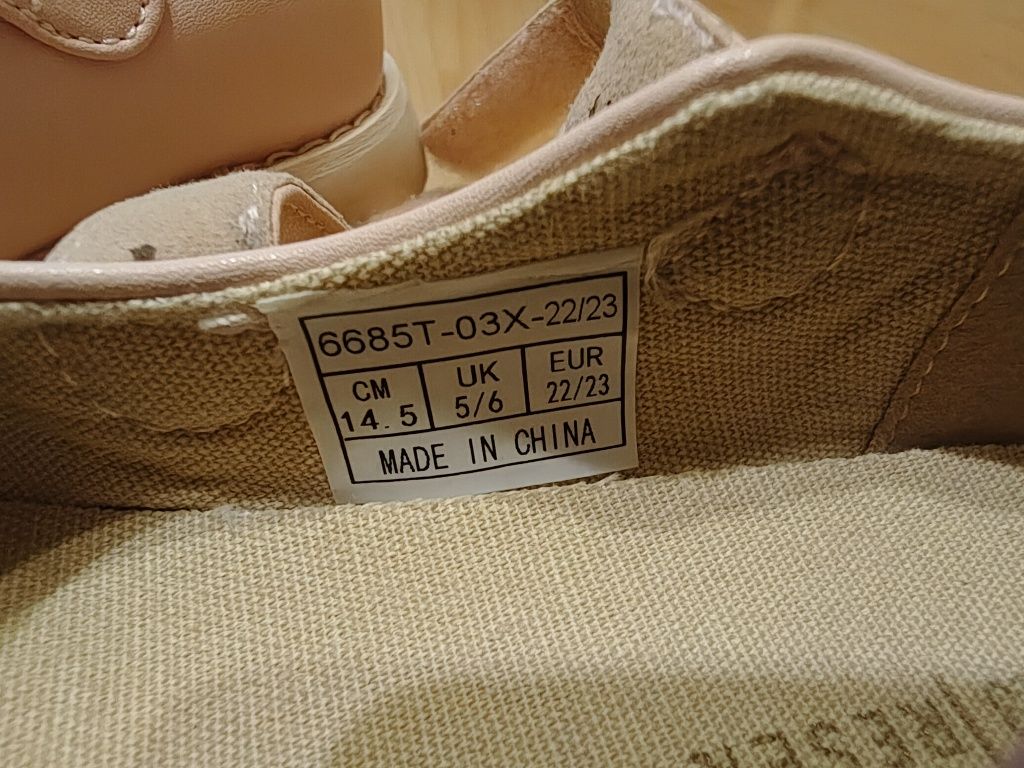 6685T-03X-22/23
CM UK EUR
14.5 5/6 22/23
MADE IN CHINA